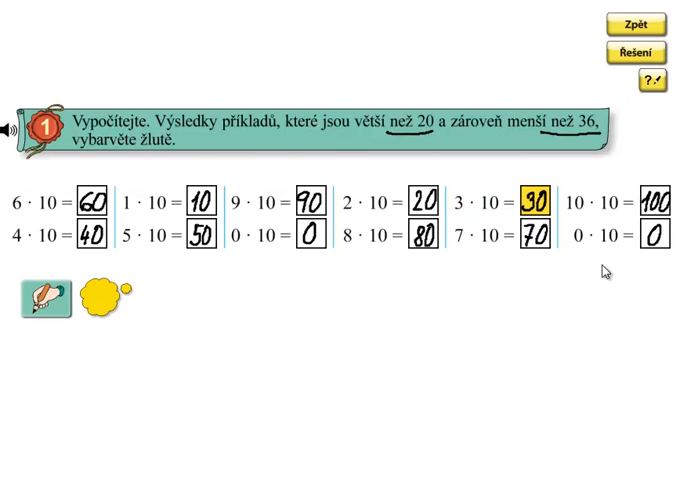 Zpět
Řešení
?
1
Vypočítejte. Výsledky příkladů, které jsou větší než 20 a zároveň menší než 36,
vybarvěte žlutě.
6 · 10 = 60 1 · 10 = 10 9 · 10 = 90 2 · 10 = 20 3 · 10 = 30 10 · 10 = 100
4 · 10 = 40 5 · 10 = 50 0 · 10 = 0 8 · 10 = 80 7 · 10 = 70 0 · 10 = 0